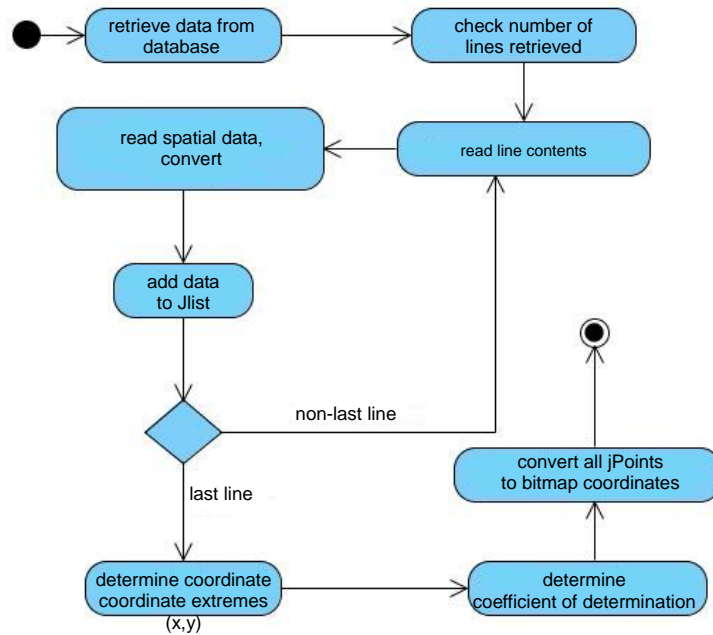 retrieve data from
database
check number of
lines retrieved
read spatial data,
convert
read line contents
add data
to Jlist
non-last line
last line
convert all jPoints
to bitmap coordinates
determine coordinate
coordinate extremes
(x,y)
determine
coefficient of determination